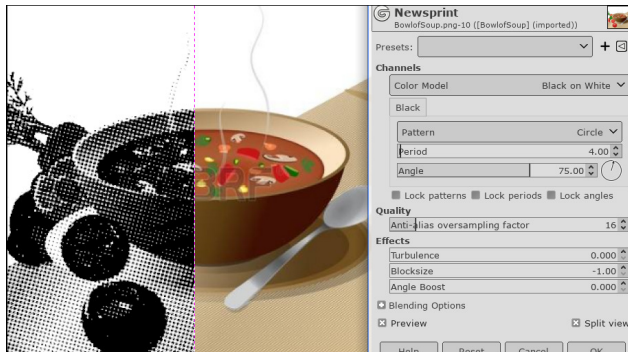 Newsprint
BowlofSoup.png-10 ([BowlofSoup] (imported))
Presets:
Channels
Color Model Black on White
Black
Pattern Circle
Period 4.00
Angle 75.00
Lock patterns Lock periods Lock angles
Quality
Anti-alias oversampling factor 16
Effects
Turbulence 0.000
Blocksize -1.00
Angle Boost 0.000
Blending Options
Preview Split view
Help Reset Cancel OK